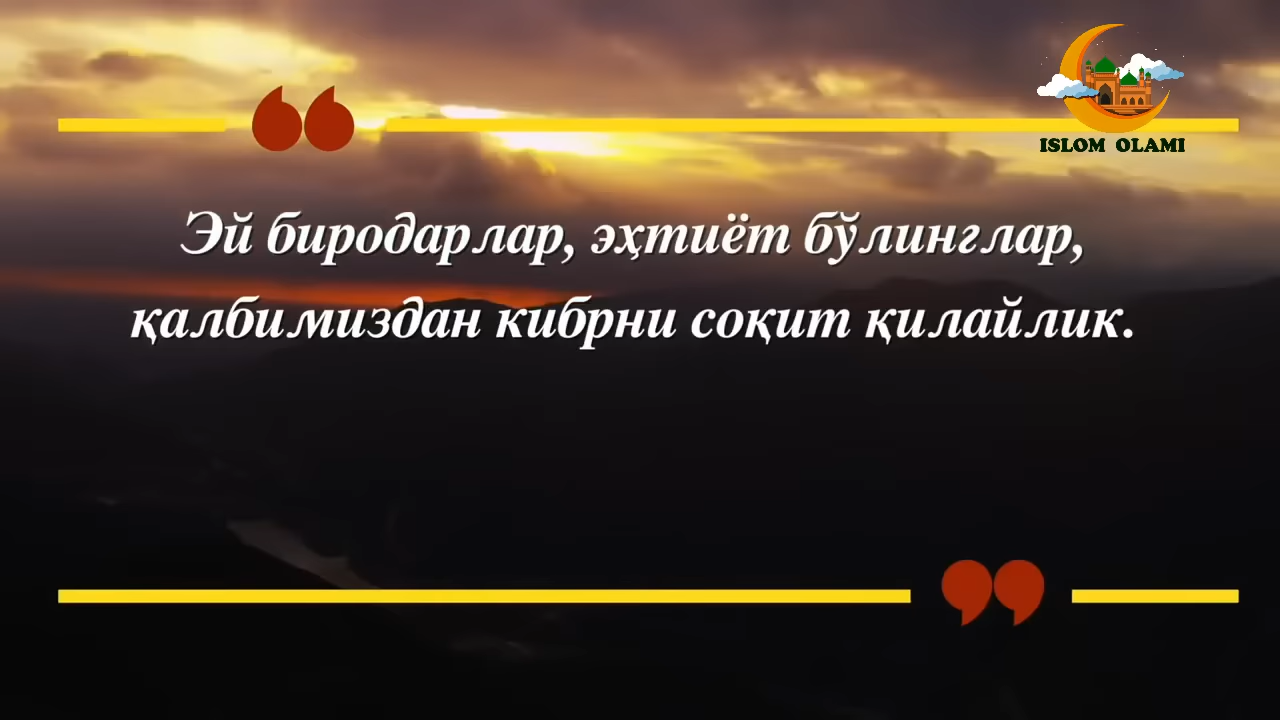 ISLOM OLAMI
Эй биродарлар, эҳтиёт бўлинглар,
қалбимиздан кибрни соқит қилайлик.